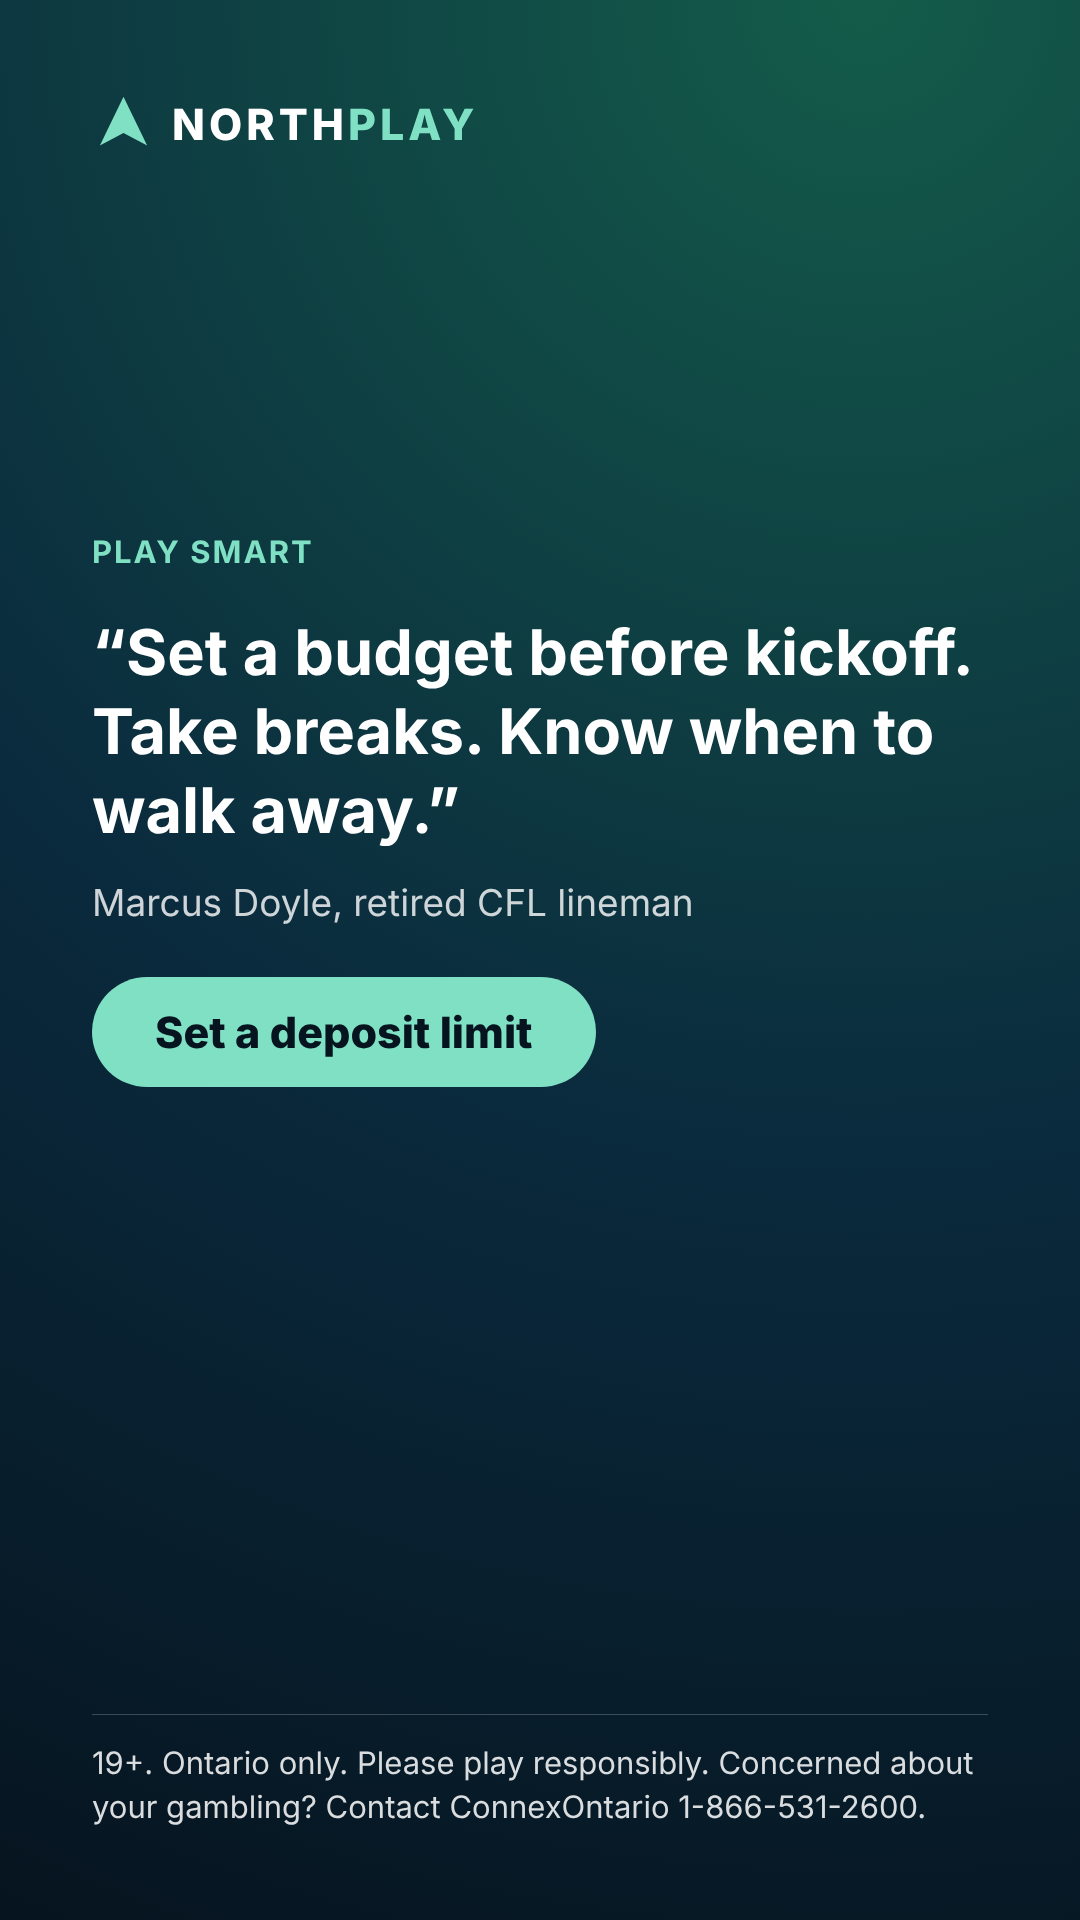 NORTHPLAY
PLAY SMART
“Set a budget before kickoff.
Take breaks. Know when to
walk away.”
Marcus Doyle, retired CFL lineman
Set a deposit limit
19+. Ontario only. Please play responsibly. Concerned about
your gambling? Contact ConnexOntario 1-866-531-2600.